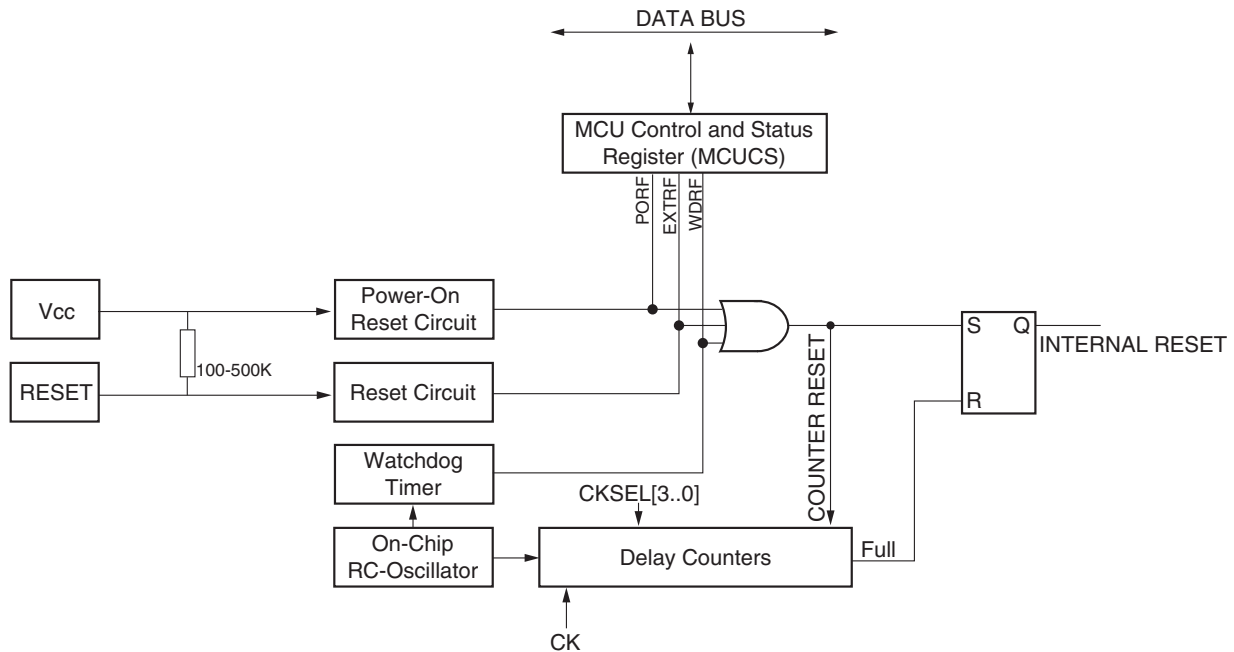 DATA BUS
MCU Control and Status
Register (MCUCS)
PORF
EXTRF
WDRF
Vcc
Power-On
Reset Circuit
100-500K
RESET
Reset Circuit
S
Q
INTERNAL RESET
R
COUNTER RESET
Watchdog
Timer
CKSEL[3..0]
On-Chip
RC-Oscillator
Delay Counters
Full
CK